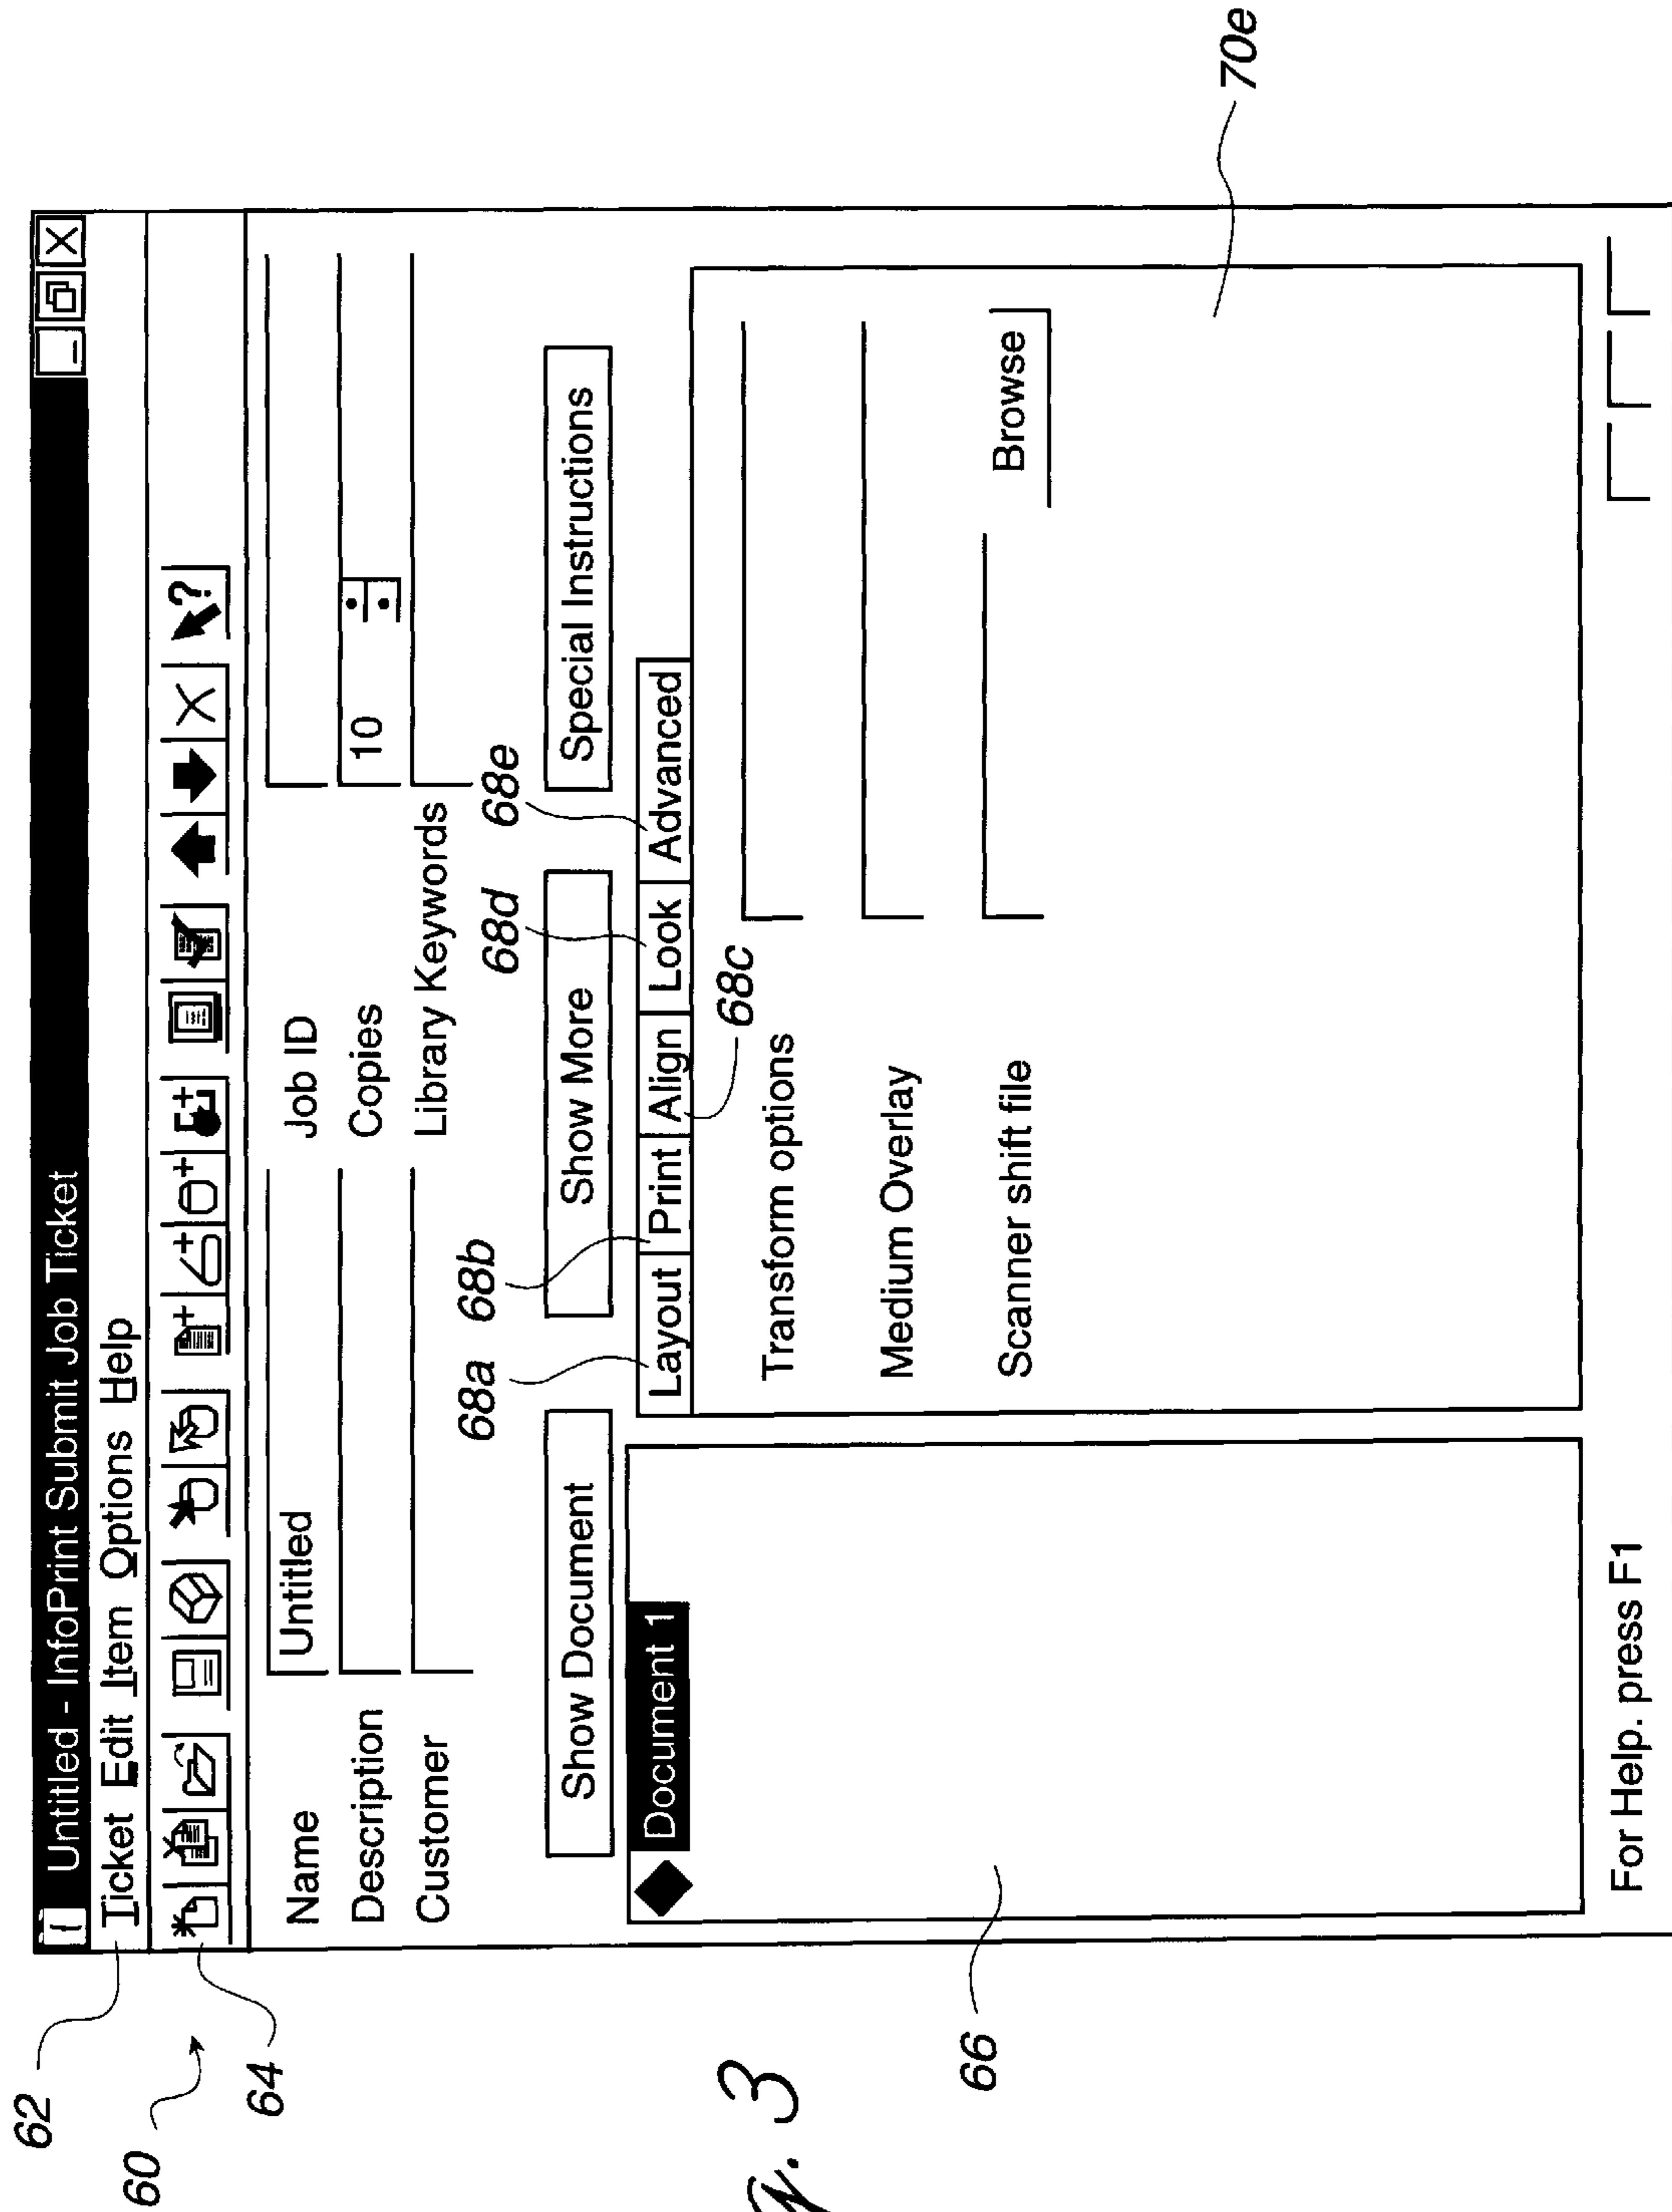 62
60
64
Untitled - InfoPrint Submit Job Ticket
Ticket Edit Item Options Help
Name Untitled Job ID
Description Copies 10
Customer Library Keywords
68a 68b 68d 68e
Show Document Show More Special Instructions
Document 1
Layout Print Align Look Advanced
68c
Transform options
Medium Overlay
Scanner shift file Browse
66
70e
For Help. press F1
3